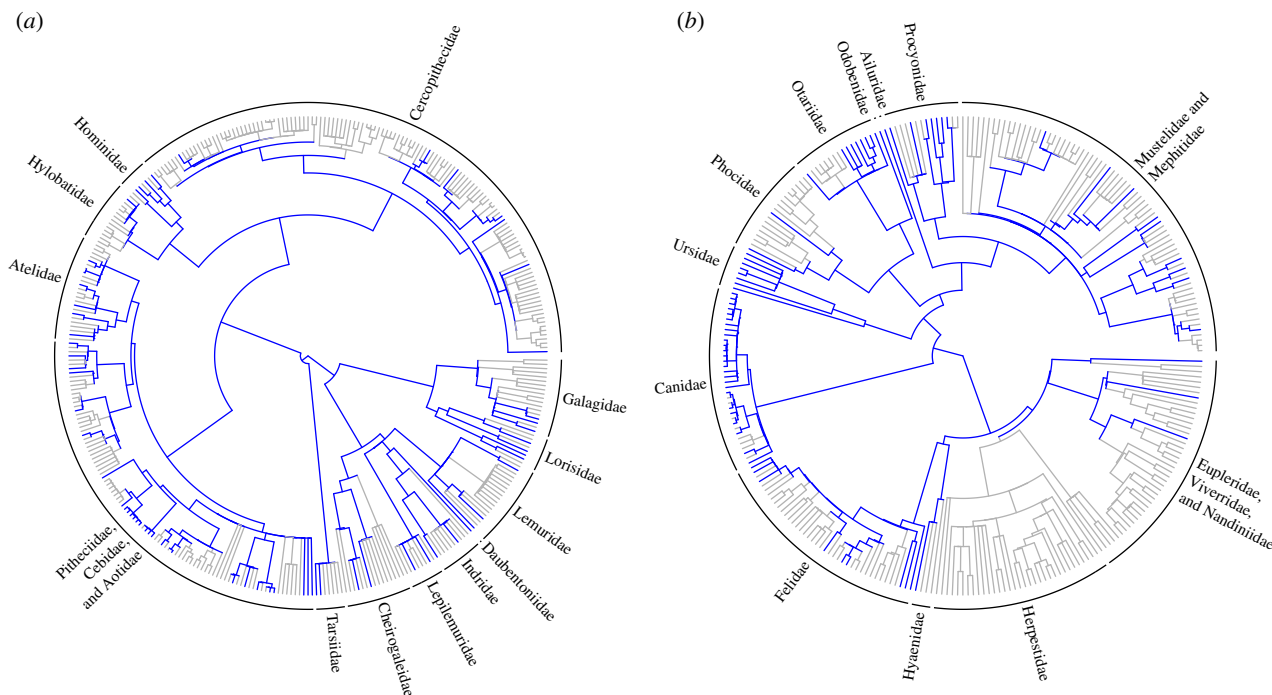 (a)
Cercopithecidae
Hominidae
Hylobatidae
Atelidae
Pitheciidae,
Cebidae,
and Aotidae
Tarsiidae
Cheirogaleidae
Lepilemuridae
Indridae
Daubentoniidae
Lemuridae
Lorisidae
Galagidae
(b)
Procyonidae
Ailuridae
Odobenidae
Otariidae
Phocidae
Ursidae
Canidae
Felidae
Hyaenidae
Herpestidae
Eupleridae,
Viverridae,
and Nandiniidae
Mustelidae and
Mephitidae